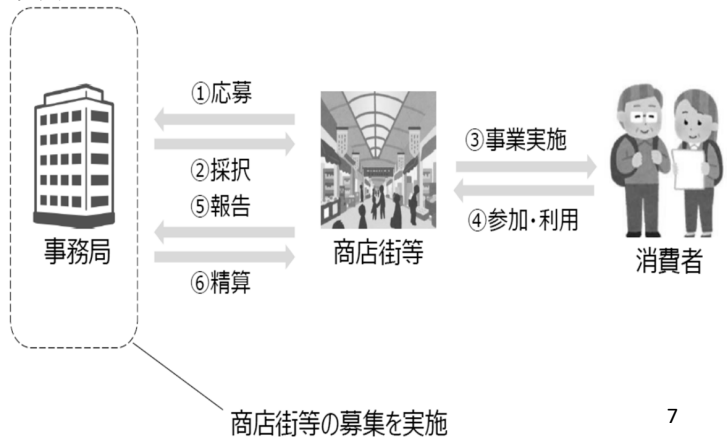 ①応募
②採択
③事業実施
⑤報告
④参加・利用
事務局
商店街等
消費者
⑥精算
商店街等の募集を実施
7